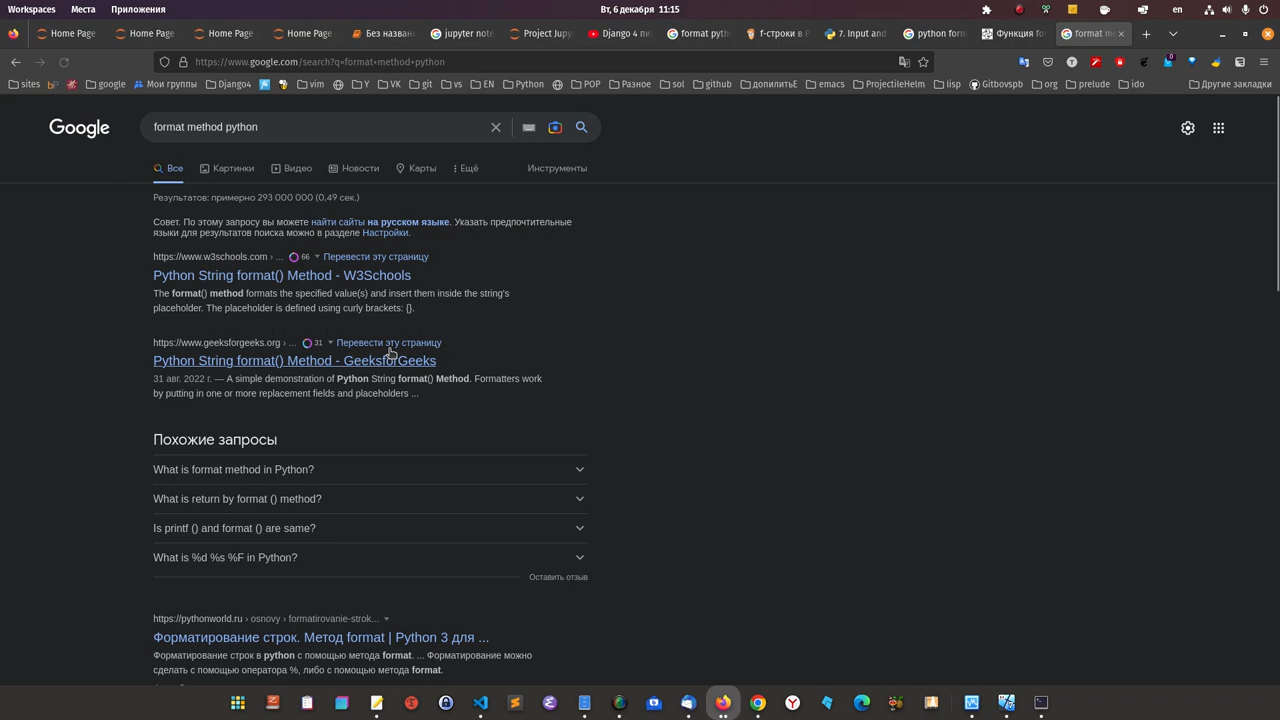 Workspaces Места Приложения Вт, 6 декабря 11:15 en
Home Page Home Page Home Page Home Page Без назван jupyter note Project Jup Django 4 пи format pyth f-строки в P 7. Input and python form Функция fo format me
https://www.google.com/search?q=format+method+python
sites google Мои группы Django4 vim Y VK git vs EN Python POP Разное sol github допилитьЕ emacs ProjectileHelm lisp Gitbovspb org prelude ido Другие закладки
Google format method python
Все Картинки Видео Новости Карты Ещё Инструменты
Результатов: примерно 293 000 000 (0,49 сек.)
Совет. По этому запросу вы можете найти сайты на русском языке. Указать предпочтительные
языки для результатов поиска можно в разделе Настройки.
https://www.w3schools.com › ... 66 Перевести эту страницу
Python String format() Method - W3Schools
The format() method formats the specified value(s) and insert them inside the string's
placeholder. The placeholder is defined using curly brackets: {}.
https://www.geeksforgeeks.org › ... 31 Перевести эту страницу
Python String format() Method - GeeksforGeeks
31 авг. 2022 г. — A simple demonstration of Python String format() Method. Formatters work
by putting in one or more replacement fields and placeholders ...
Похожие запросы
What is format method in Python?
What is return by format () method?
Is printf () and format () are same?
What is %d %s %F in Python?
Оставить отзыв
https://pythonworld.ru › osnovy › formatirovanie-strok...
Форматирование строк. Метод format | Python 3 для ...
Форматирование строк в python с помощью метода format. ... Форматирование можно
сделать с помощью оператора %, либо с помощью метода format.